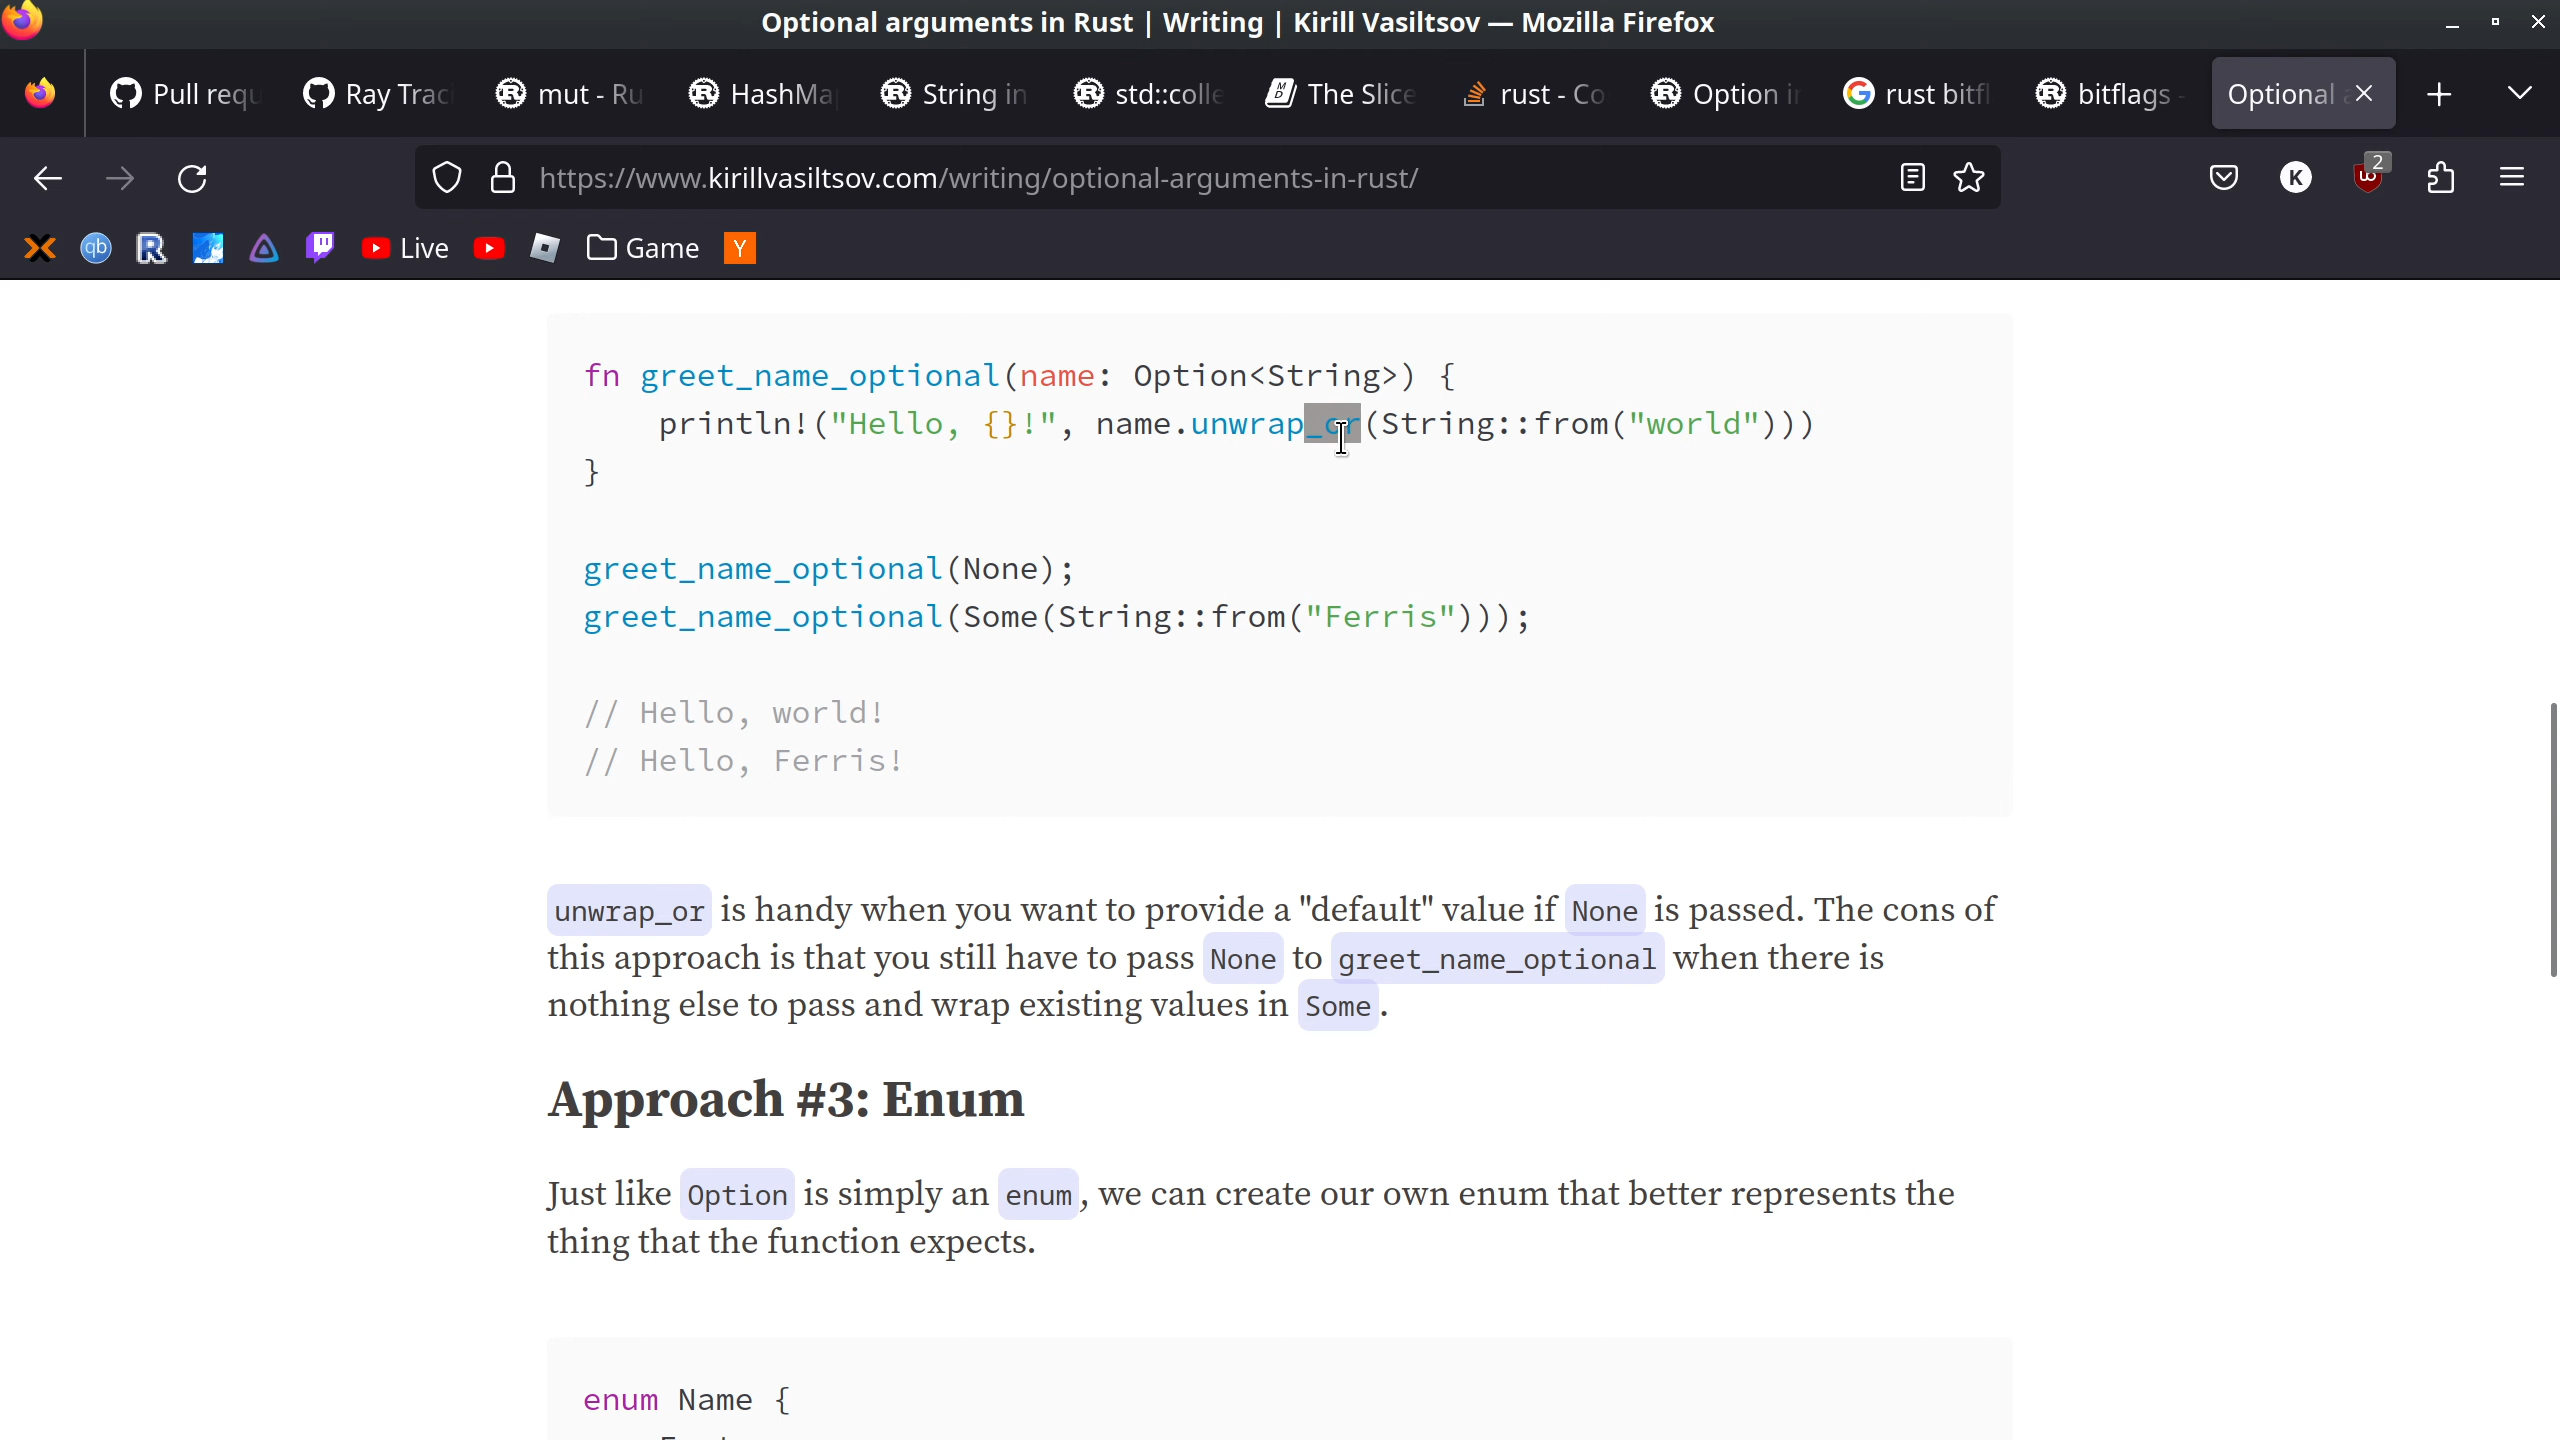 Optional arguments in Rust | Writing | Kirill Vasiltsov — Mozilla Firefox
Pull requ
Ray Trac
mut - Ru
HashMa
String in
std::colle
The Slice
rust - Co
Option in
rust bitfl
bitflags -
Optional a
https://www.kirillvasiltsov.com/writing/optional-arguments-in-rust/
K
2
qb
R
Live
Game
Y
fn greet_name_optional(name: Option<String>) {
    println!("Hello, {}!", name.unwrap_or(String::from("world")))
}
greet_name_optional(None);
greet_name_optional(Some(String::from("Ferris")));
// Hello, world!
// Hello, Ferris!
unwrap_or is handy when you want to provide a "default" value if None is passed. The cons of
this approach is that you still have to pass None to greet_name_optional when there is
nothing else to pass and wrap existing values in Some.
Approach #3: Enum
Just like Option is simply an enum, we can create our own enum that better represents the
thing that the function expects.
enum Name {